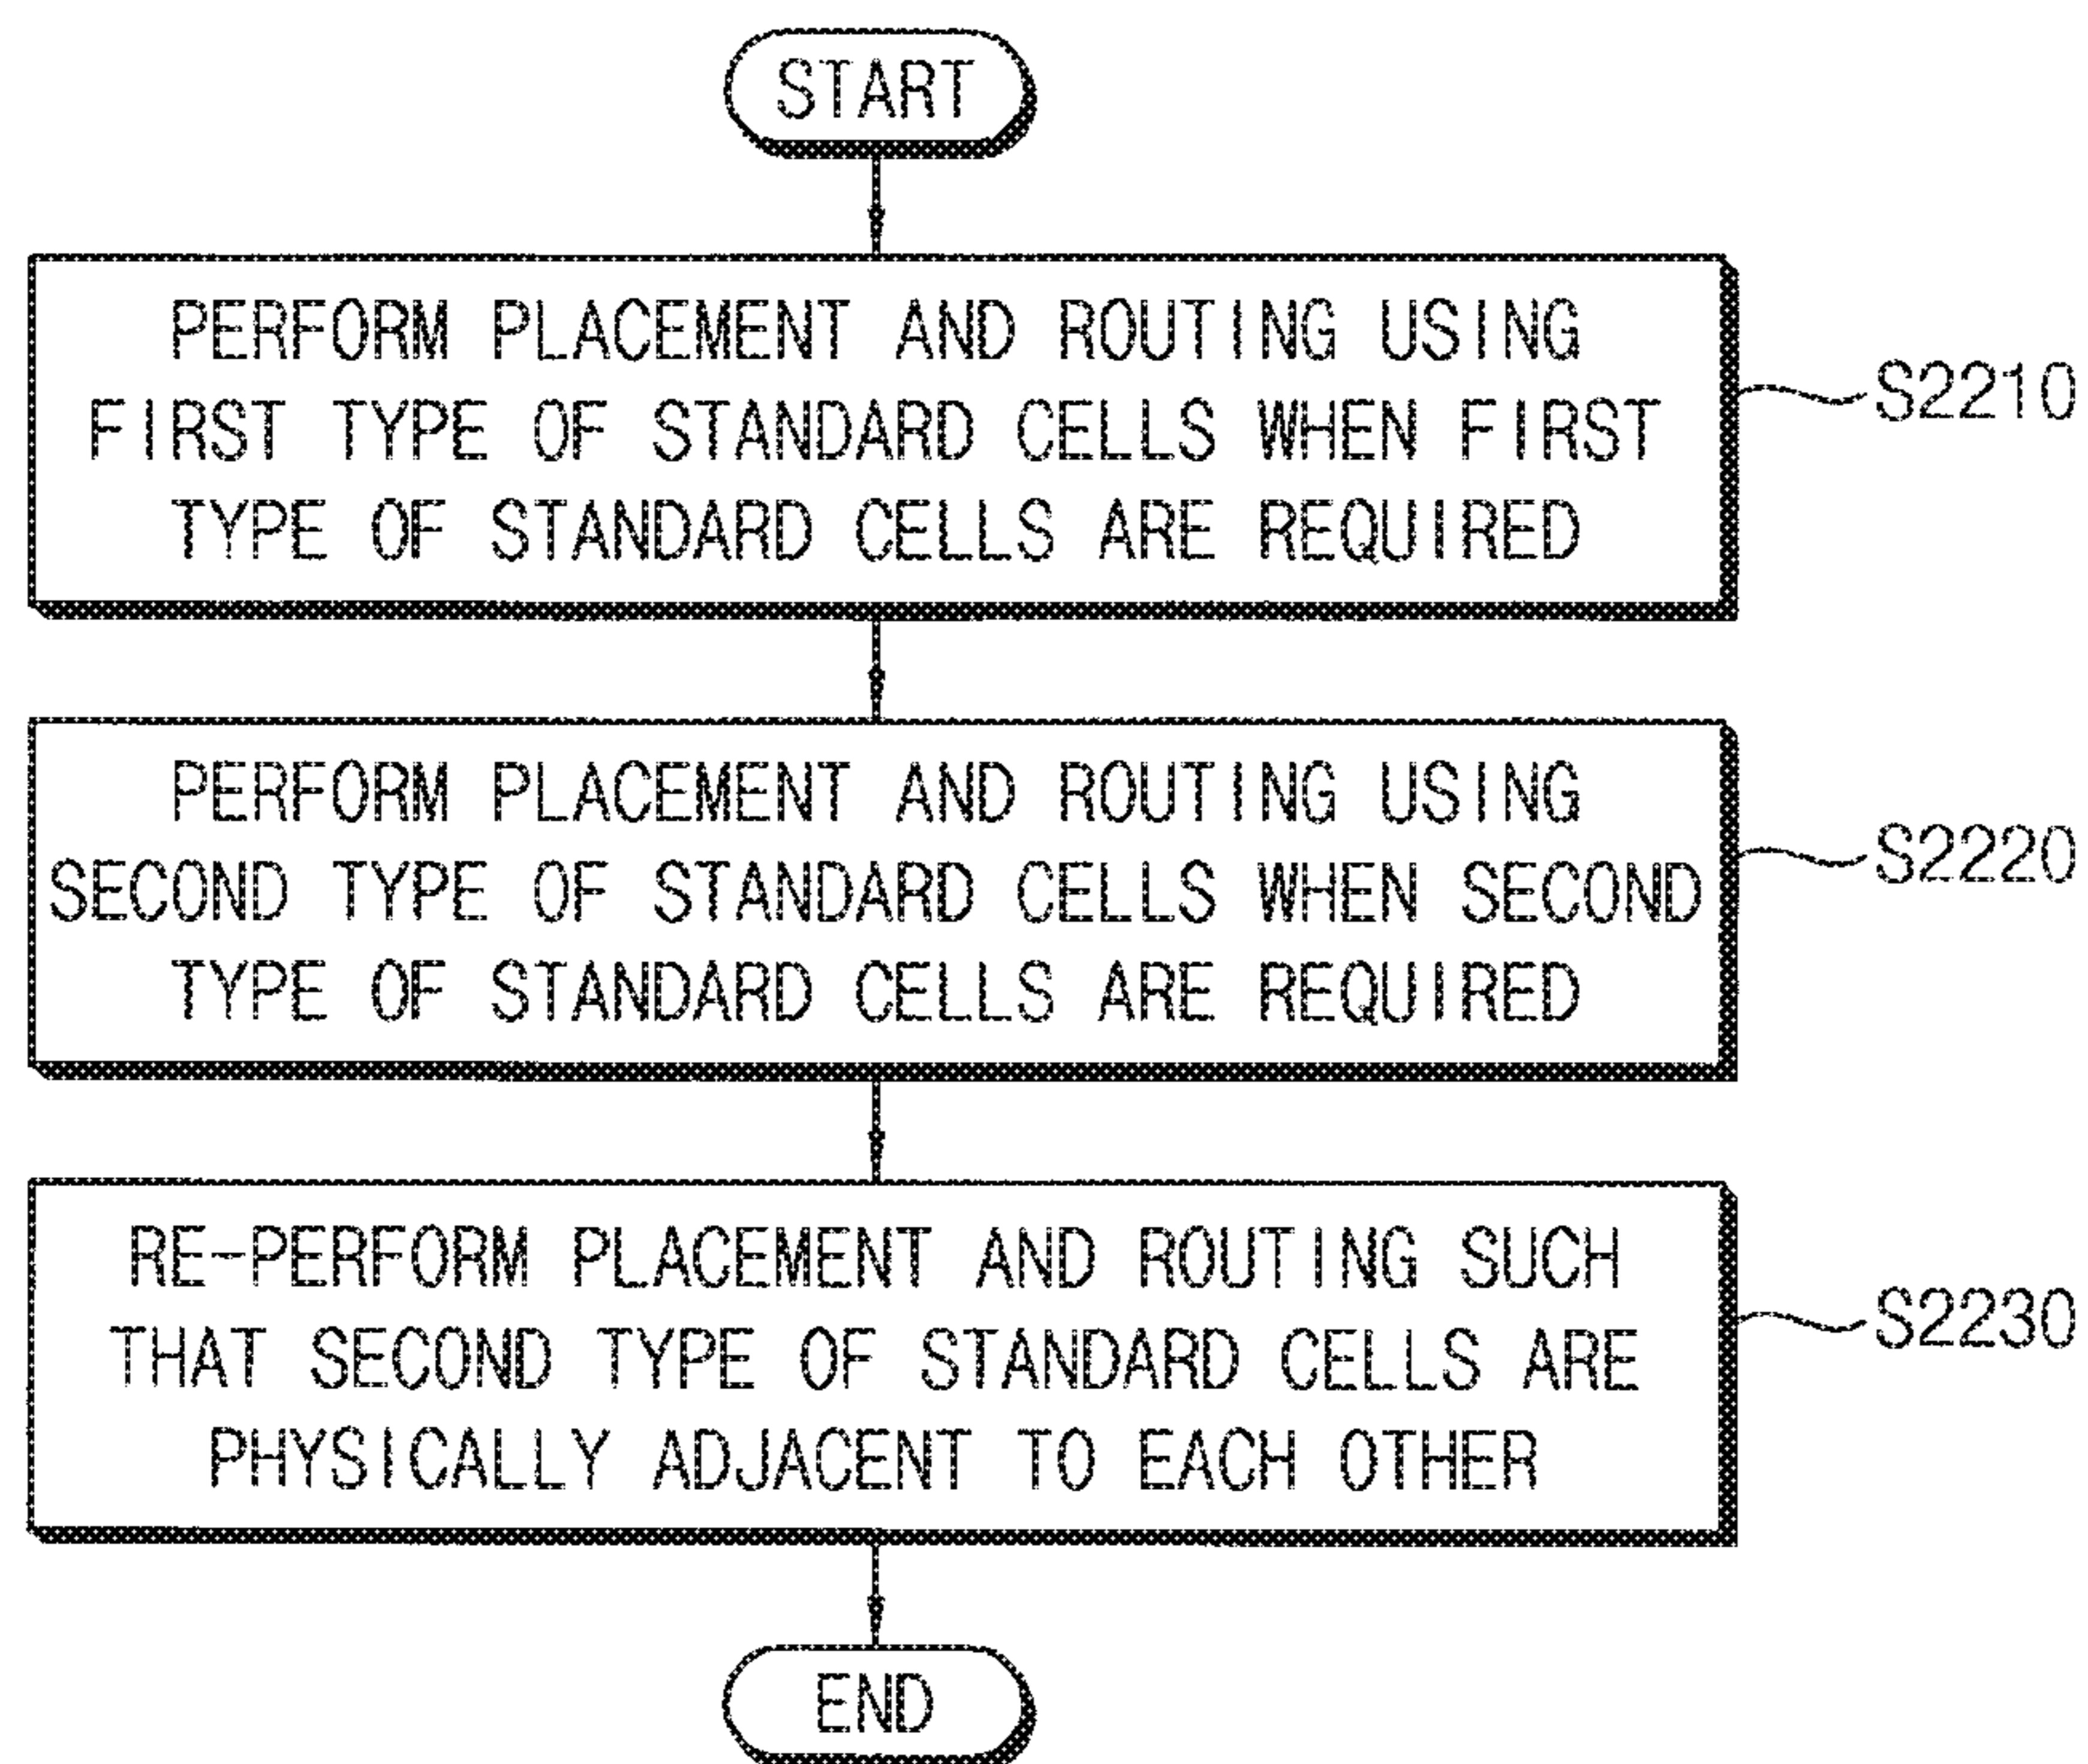 START
PERFORM PLACEMENT AND ROUTING USING
FIRST TYPE OF STANDARD CELLS WHEN FIRST
TYPE OF STANDARD CELLS ARE REQUIRED
S2210
PERFORM PLACEMENT AND ROUTING USING
SECOND TYPE OF STANDARD CELLS WHEN SECOND
TYPE OF STANDARD CELLS ARE REQUIRED
S2220
RE-PERFORM PLACEMENT AND ROUTING SUCH
THAT SECOND TYPE OF STANDARD CELLS ARE
PHYSICALLY ADJACENT TO EACH OTHER
S2230
END